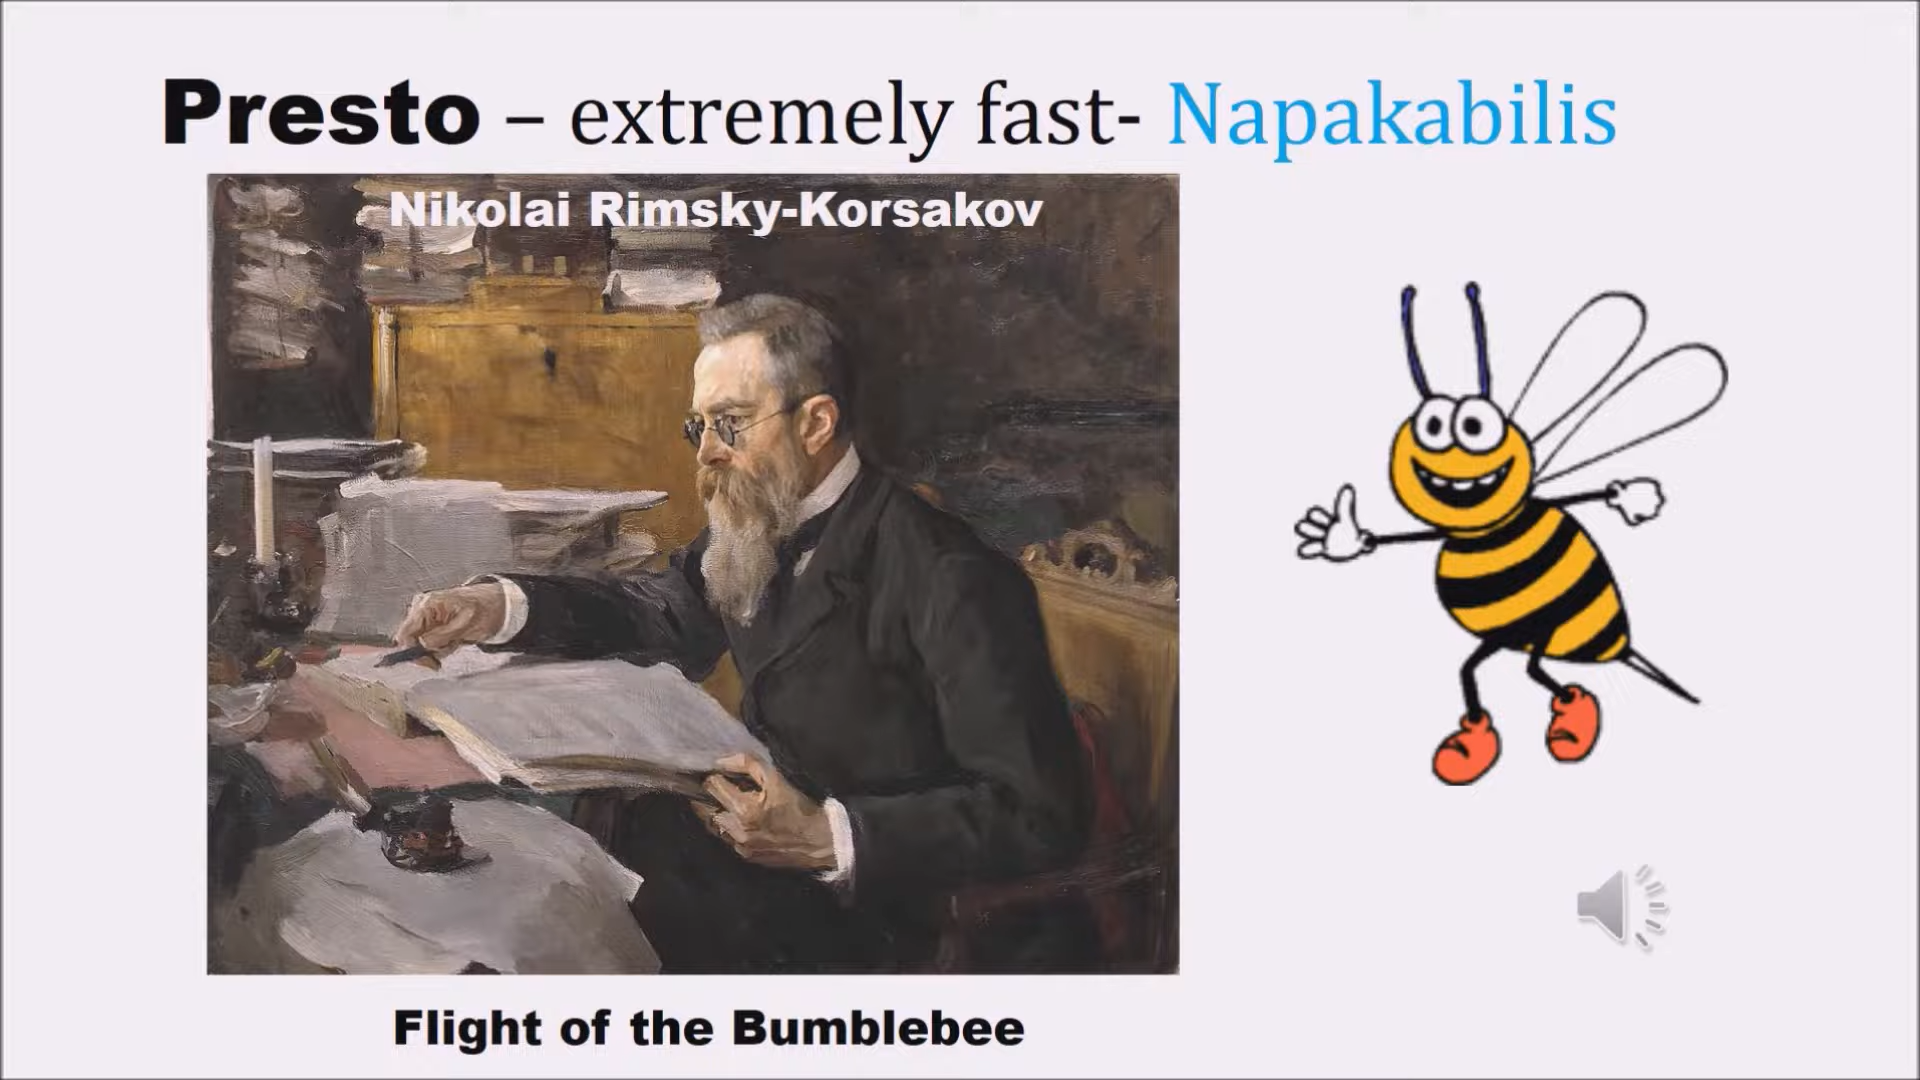 Presto – extremely fast- Napakabilis
Nikolai Rimsky-Korsakov
Flight of the Bumblebee